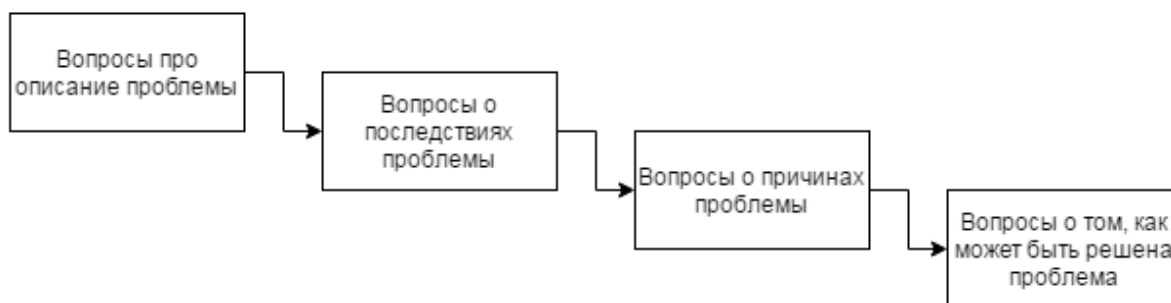 Вопросы про
описание проблемы
Вопросы о
последствиях
проблемы
Вопросы о причинах
проблемы
Вопросы о том, как
может быть решена
проблема